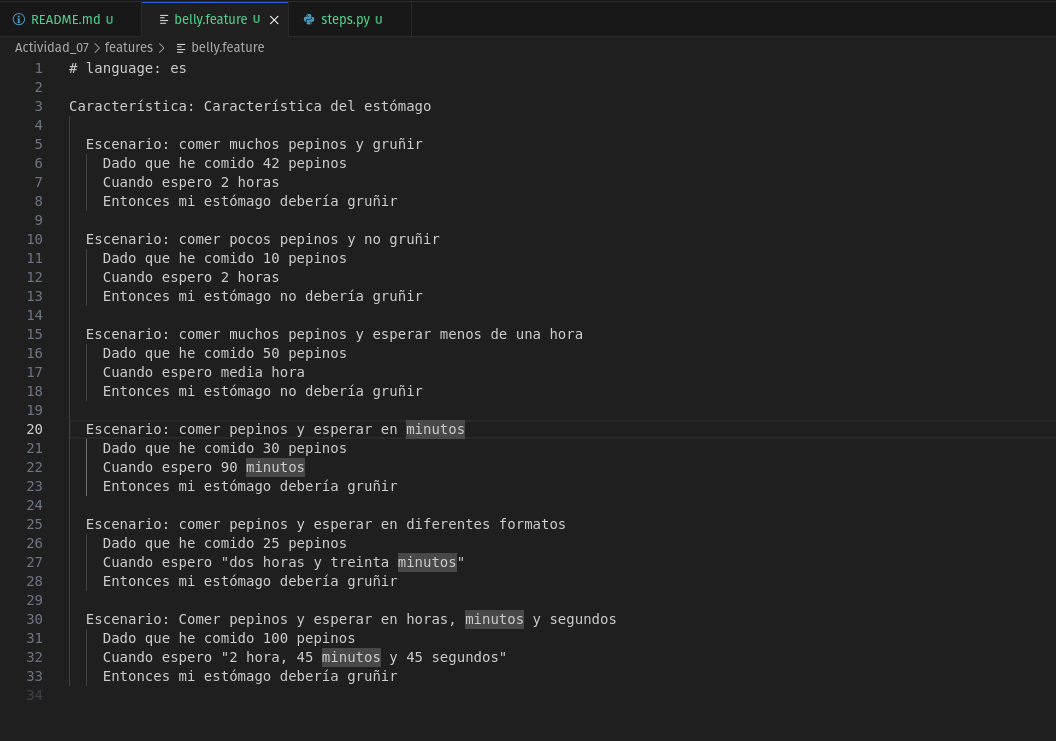 README.md U belly.feature U steps.py U
Actividad_07 > features > belly.feature
1 # language: es
2
3 Característica: Característica del estómago
4
5 Escenario: comer muchos pepinos y gruñir
6 Dado que he comido 42 pepinos
7 Cuando espero 2 horas
8 Entonces mi estómago debería gruñir
9
10 Escenario: comer pocos pepinos y no gruñir
11 Dado que he comido 10 pepinos
12 Cuando espero 2 horas
13 Entonces mi estómago no debería gruñir
14
15 Escenario: comer muchos pepinos y esperar menos de una hora
16 Dado que he comido 50 pepinos
17 Cuando espero media hora
18 Entonces mi estómago no debería gruñir
19
20 Escenario: comer pepinos y esperar en minutos
21 Dado que he comido 30 pepinos
22 Cuando espero 90 minutos
23 Entonces mi estómago debería gruñir
24
25 Escenario: comer pepinos y esperar en diferentes formatos
26 Dado que he comido 25 pepinos
27 Cuando espero "dos horas y treinta minutos"
28 Entonces mi estómago debería gruñir
29
30 Escenario: Comer pepinos y esperar en horas, minutos y segundos
31 Dado que he comido 100 pepinos
32 Cuando espero "2 hora, 45 minutos y 45 segundos"
33 Entonces mi estómago debería gruñir
34